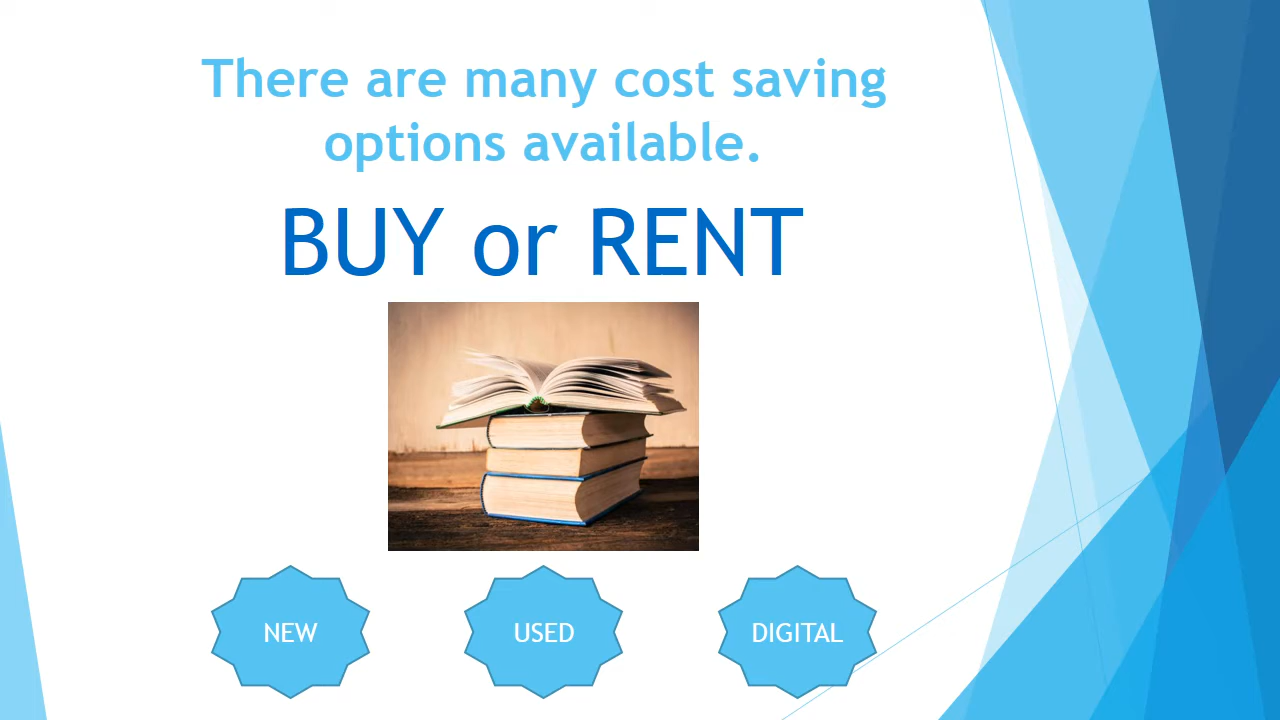 There are many cost saving
options available.
BUY or RENT
NEW
USED
DIGITAL